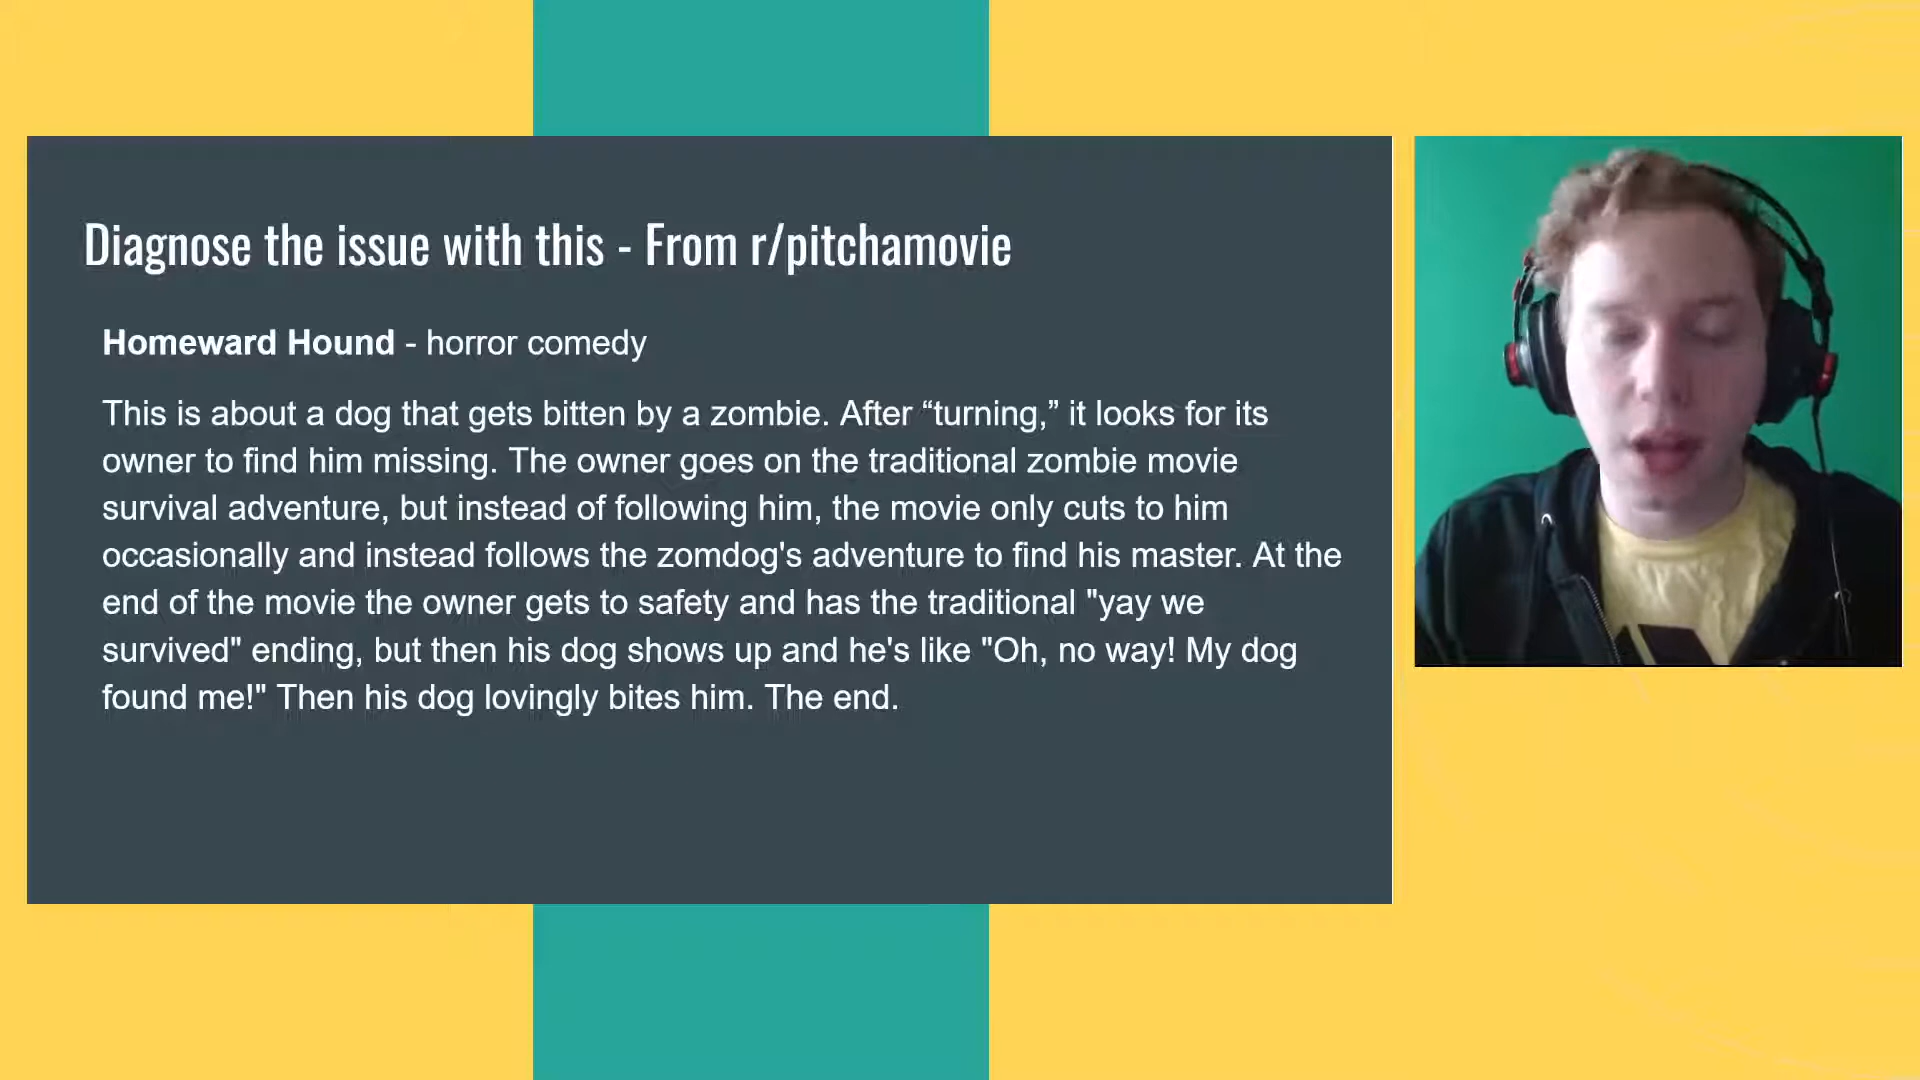 Diagnose the issue with this - From r/pitchamovie
Homeward Hound - horror comedy
This is about a dog that gets bitten by a zombie. After “turning,” it looks for its
owner to find him missing. The owner goes on the traditional zombie movie
survival adventure, but instead of following him, the movie only cuts to him
occasionally and instead follows the zomdog's adventure to find his master. At the
end of the movie the owner gets to safety and has the traditional "yay we
survived" ending, but then his dog shows up and he's like "Oh, no way! My dog
found me!" Then his dog lovingly bites him. The end.